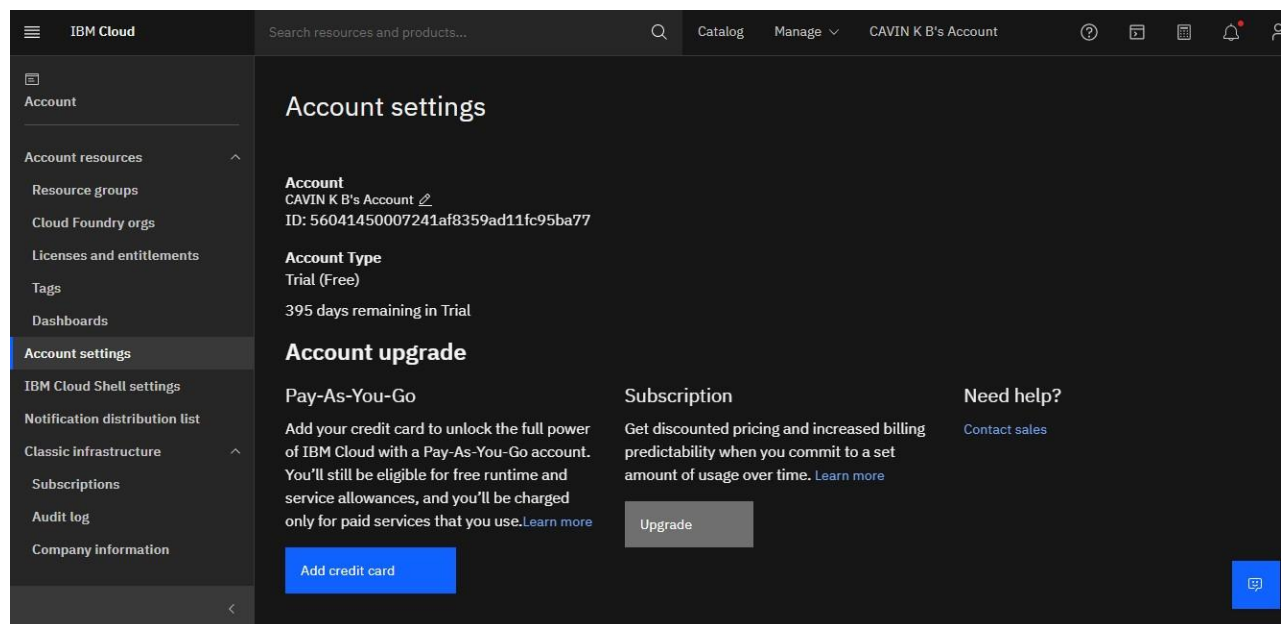 IBM Cloud
Search resources and products...
Catalog
Manage
CAVIN K B's Account
Account
Account resources
Resource groups
Cloud Foundry orgs
Licenses and entitlements
Tags
Dashboards
Account settings
IBM Cloud Shell settings
Notification distribution list
Classic infrastructure
Subscriptions
Audit log
Company information
Account settings
Account
CAVIN K B's Account
ID: 56041450007241af8359ad11fc95ba77
Account Type
Trial (Free)
395 days remaining in Trial
Account upgrade
Pay-As-You-Go
Add your credit card to unlock the full power
of IBM Cloud with a Pay-As-You-Go account.
You'll still be eligible for free runtime and
service allowances, and you'll be charged
only for paid services that you use.Learn more
Add credit card
Subscription
Get discounted pricing and increased billing
predictability when you commit to a set
amount of usage over time. Learn more
Upgrade
Need help?
Contact sales